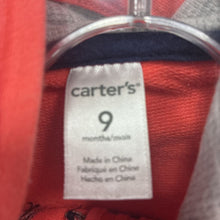 carter's®
9
months/mois
Made in China
Fabriqué en Chine
Hecho en China